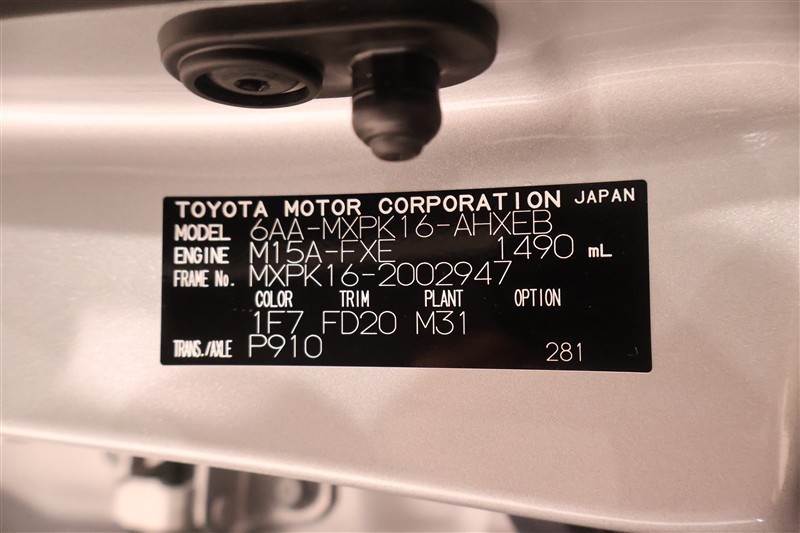 TOYOTA MOTOR CORPORATION JAPAN
MODEL 6AA-MXPK16-AHXEB
ENGINE M15A-FXE 1490 mL
FRAME No. MXPK16-2002947
COLOR TRIM PLANT OPTION
1F7 FD20 M31
TRANS./AXLE P910 281